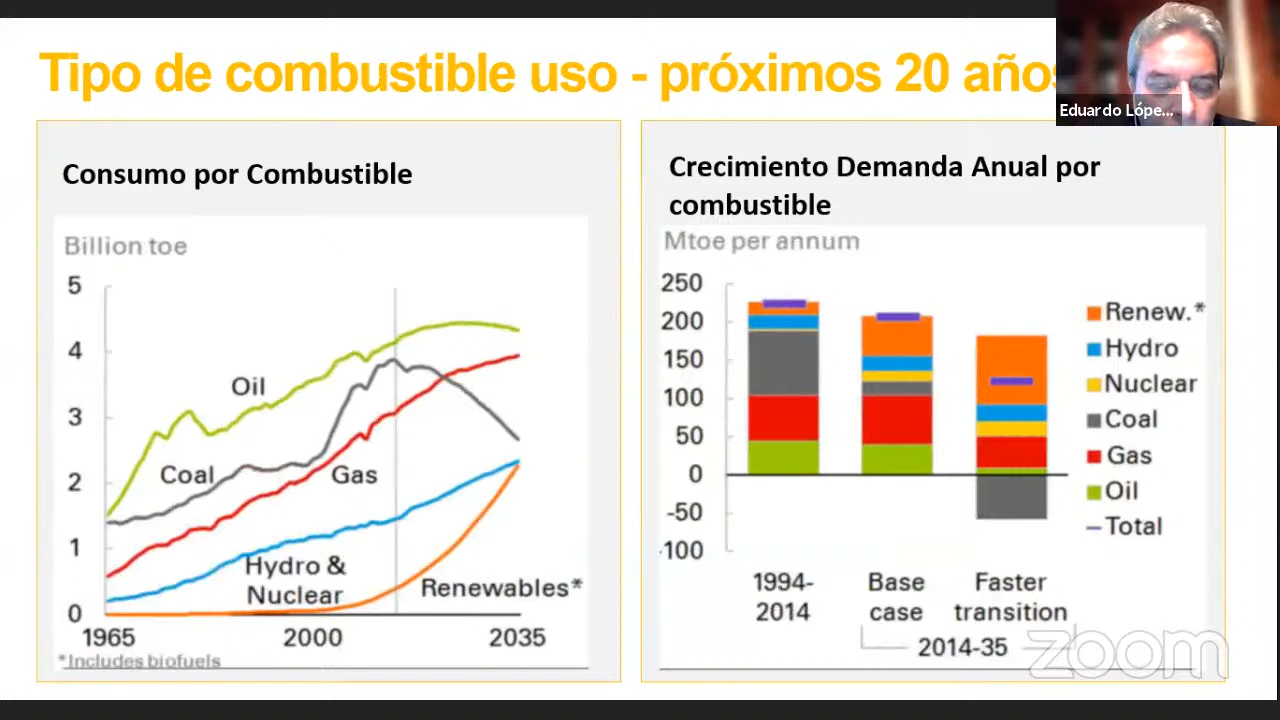 Tipo de combustible uso - próximos 20 años
Eduardo Lópe...
Consumo por Combustible
Billion toe
5
4
3
2
1
0
Oil
Coal
Gas
Hydro &
Nuclear
Renewables*
1965
2000
2035
*Includes biofuels
Crecimiento Demanda Anual por
combustible
Mtoe per annum
250
200
150
100
50
0
-50
-100
Renew.*
Hydro
Nuclear
Coal
Gas
Oil
Total
1994-
2014
Base
case
Faster
transition
2014-35
zoom